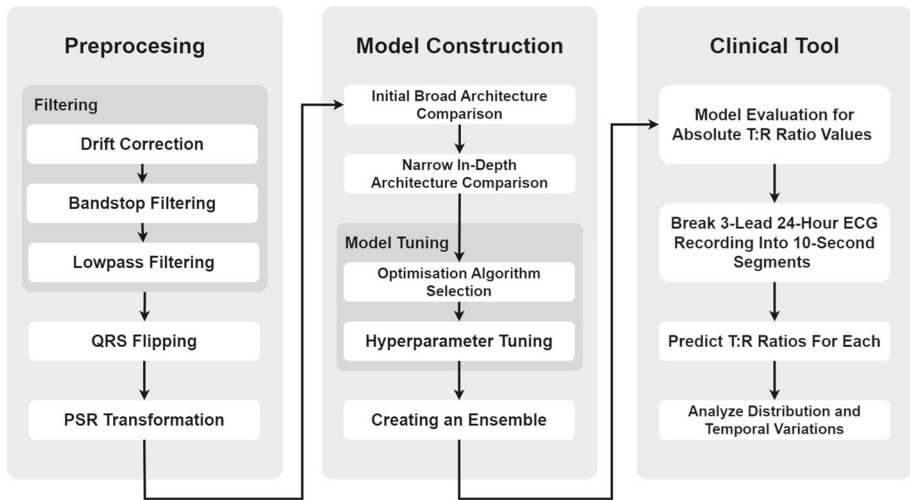 Preprocesing
Filtering
Drift Correction
Bandstop Filtering
Lowpass Filtering
QRS Flipping
PSR Transformation
Model Construction
Initial Broad Architecture
Comparison
Narrow In-Depth
Architecture Comparison
Model Tuning
Optimisation Algorithm
Selection
Hyperparameter Tuning
Creating an Ensemble
Clinical Tool
Model Evaluation for
Absolute T:R Ratio Values
Break 3-Lead 24-Hour ECG
Recording Into 10-Second
Segments
Predict T:R Ratios For Each
Analyze Distribution and
Temporal Variations